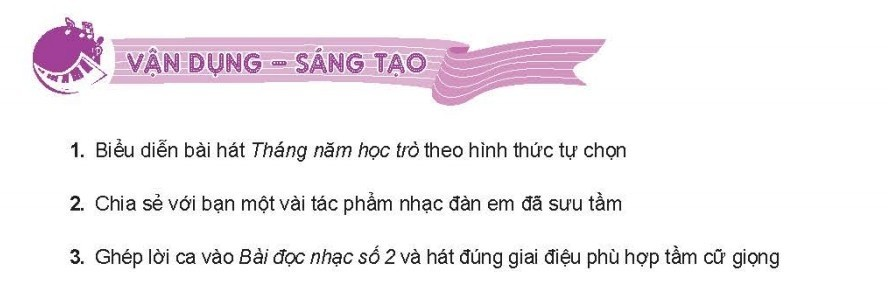 VẬN DỤNG – SÁNG TẠO
1. Biểu diễn bài hát Tháng năm học trò theo hình thức tự chọn
2. Chia sẻ với bạn một vài tác phẩm nhạc đàn em đã sưu tầm
3. Ghép lời ca vào Bài đọc nhạc số 2 và hát đúng giai điệu phù hợp tầm cữ giọng